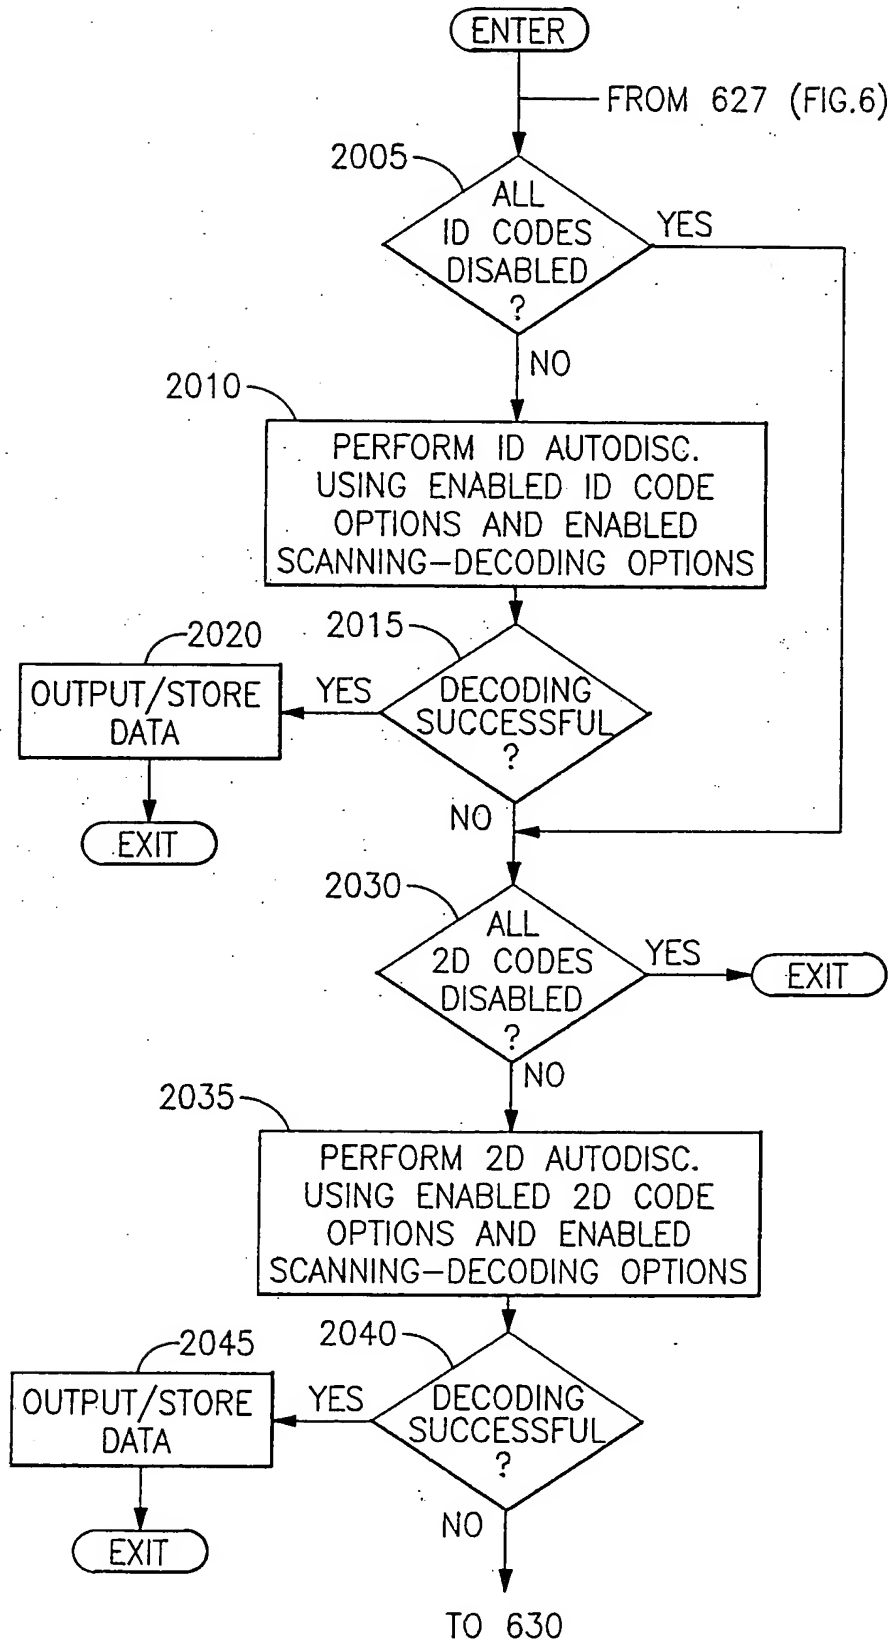 ENTER
FROM 627 (FIG.6)
2005
ALL
ID CODES
DISABLED
?
YES
NO
2010
PERFORM ID AUTODISC.
USING ENABLED ID CODE
OPTIONS AND ENABLED
SCANNING-DECODING OPTIONS
2015
DECODING
SUCCESSFUL
?
YES
2020
OUTPUT/STORE
DATA
EXIT
NO
2030
ALL
2D CODES
DISABLED
?
YES
EXIT
NO
2035
PERFORM 2D AUTODISC.
USING ENABLED 2D CODE
OPTIONS AND ENABLED
SCANNING-DECODING OPTIONS
2040
DECODING
SUCCESSFUL
?
YES
2045
OUTPUT/STORE
DATA
EXIT
NO
TO 630